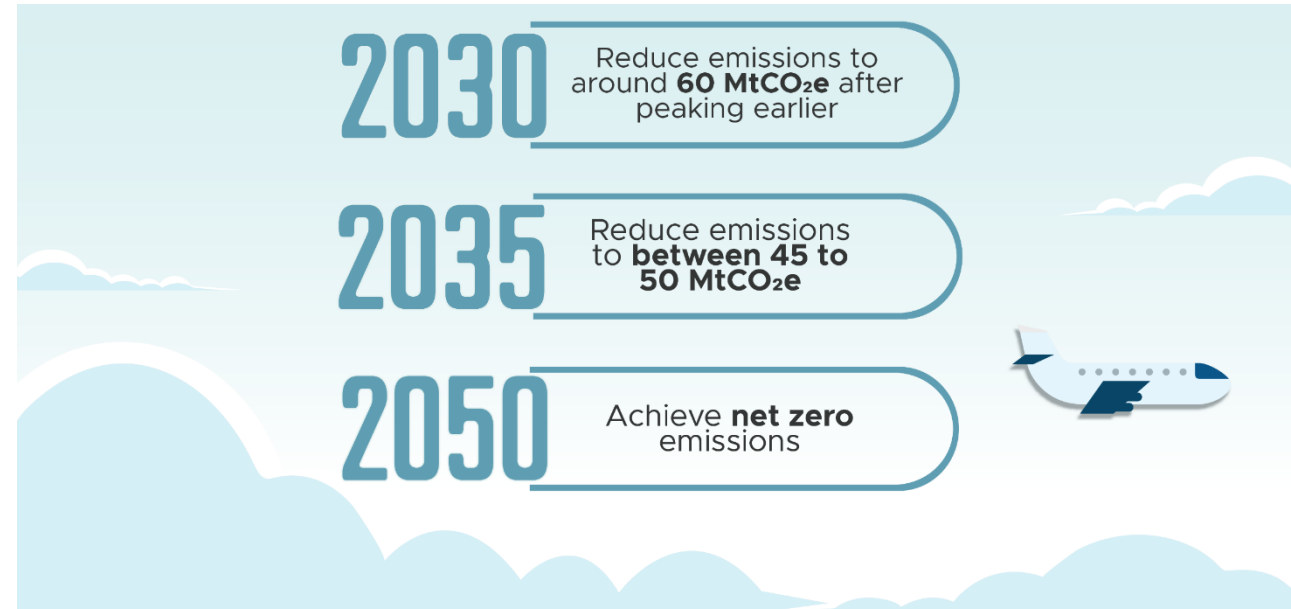 2030
Reduce emissions to
around 60 MtCO₂e after
peaking earlier
2035
Reduce emissions
to between 45 to
50 MtCO₂e
2050
Achieve net zero
emissions